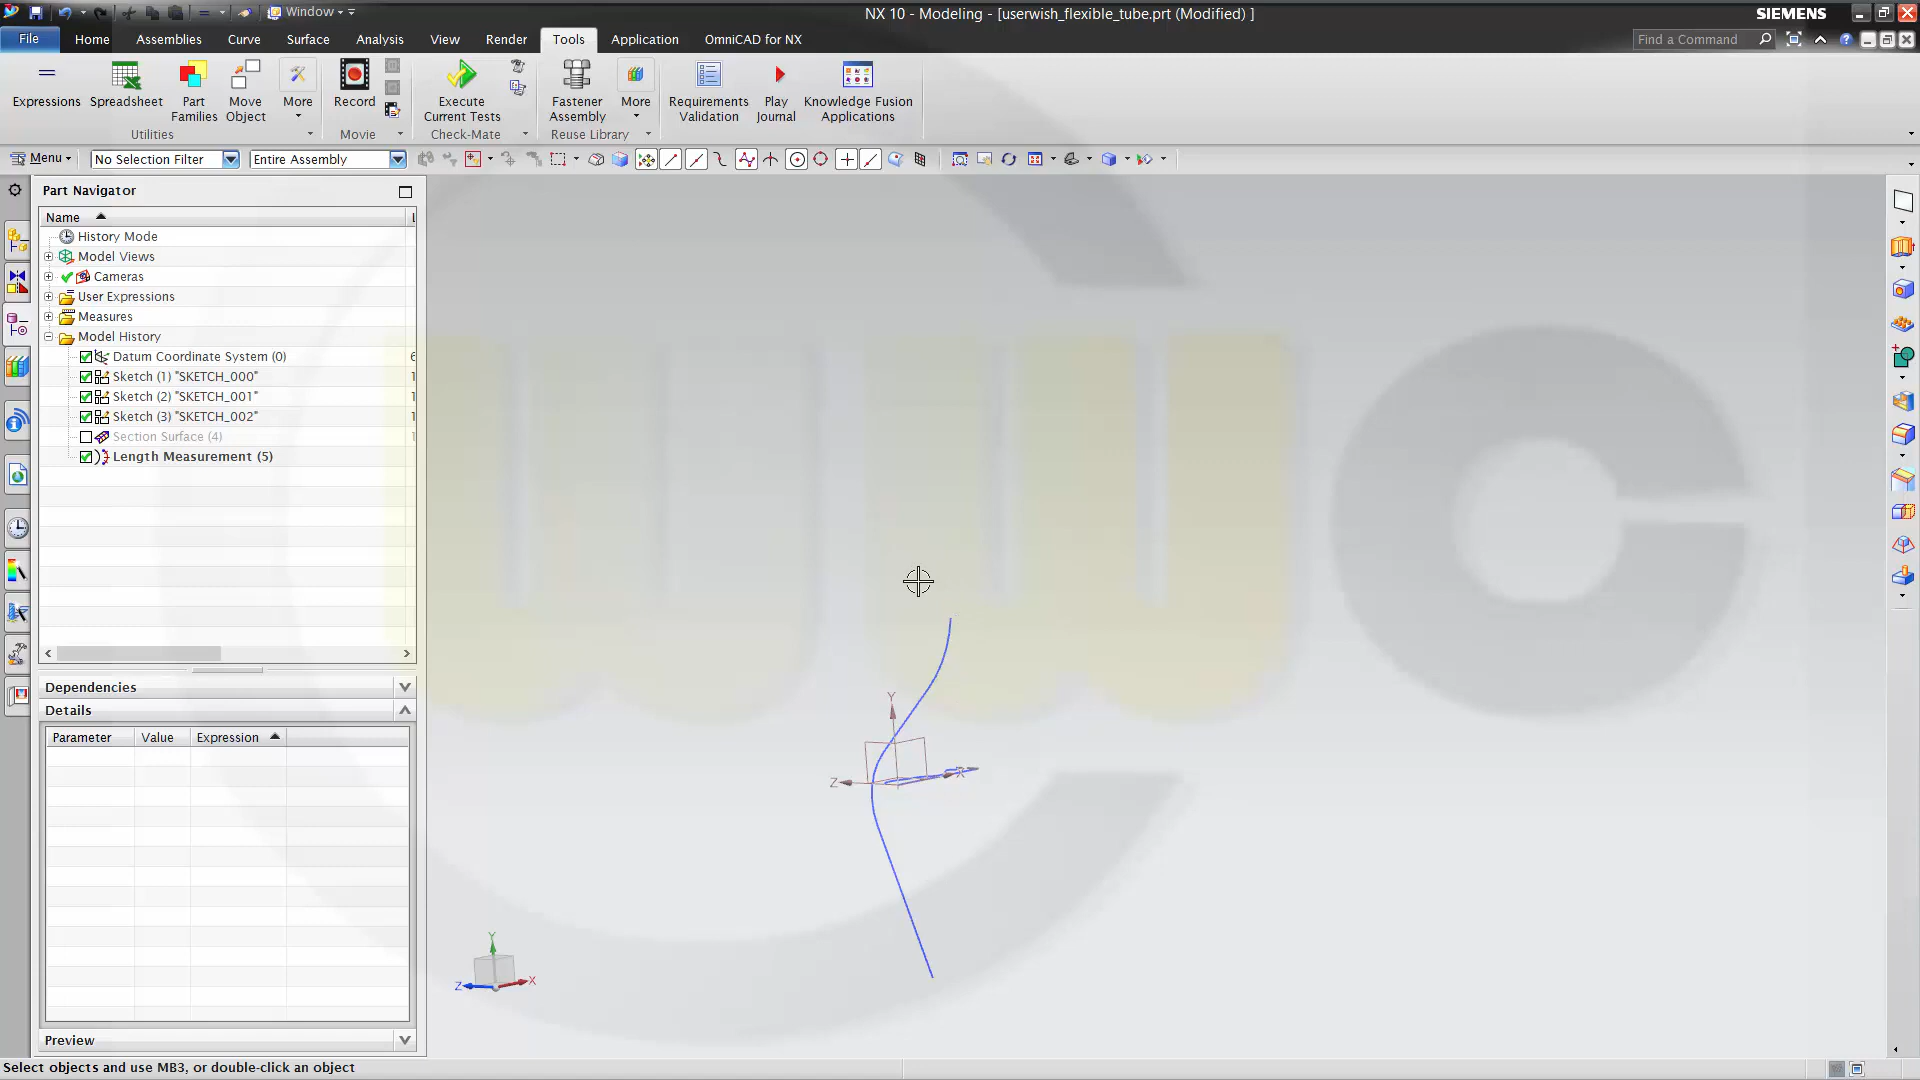 Window
NX 10 - Modeling - [userwish_flexible_tube.prt (Modified) ]
SIEMENS
File
Home
Assemblies
Curve
Surface
Analysis
View
Render
Tools
Application
OmniCAD for NX
Find a Command
Expressions
Spreadsheet
Part
Families
Move
Object
More
Record
Execute
Current Tests
Fastener
Assembly
More
Requirements
Validation
Play
Journal
Knowledge Fusion
Applications
Utilities
Movie
Check-Mate
Reuse Library
Menu
No Selection Filter
Entire Assembly
Part Navigator
Name
History Mode
Model Views
Cameras
User Expressions
Measures
Model History
Datum Coordinate System (0)
6
Sketch (1) "SKETCH_000"
1
Sketch (2) "SKETCH_001"
1
Sketch (3) "SKETCH_002"
1
Section Surface (4)
1
Length Measurement (5)
Dependencies
Details
Parameter
Value
Expression
Preview
Y
Z
X
Y
Z
X
Select objects and use MB3, or double-click an object